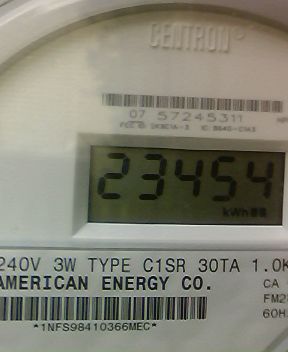 CENTRON®
07 57245311
23454
kWh
240V 3W TYPE C1SR 30TA 1.0K
AMERICAN ENERGY CO.
CA
FM2
60H
*1NFS98410366MEC*